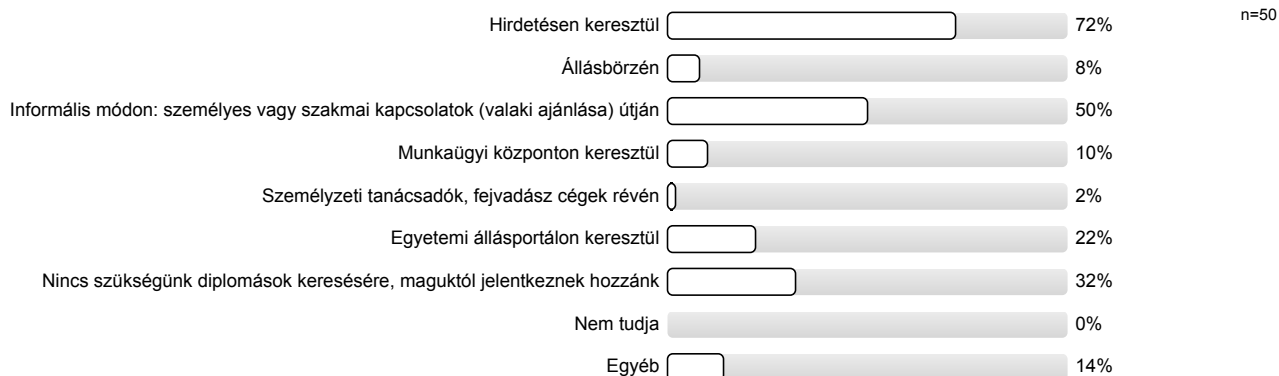 n=50
Hirdetésen keresztül 72%
Állásbörzén 8%
Informális módon: személyes vagy szakmai kapcsolatok (valaki ajánlása) útján 50%
Munkaügyi központon keresztül 10%
Személyzeti tanácsadók, fejvadász cégek révén 2%
Egyetemi állásportálon keresztül 22%
Nincs szükségünk diplomások keresésére, maguktól jelentkeznek hozzánk 32%
Nem tudja 0%
Egyéb 14%